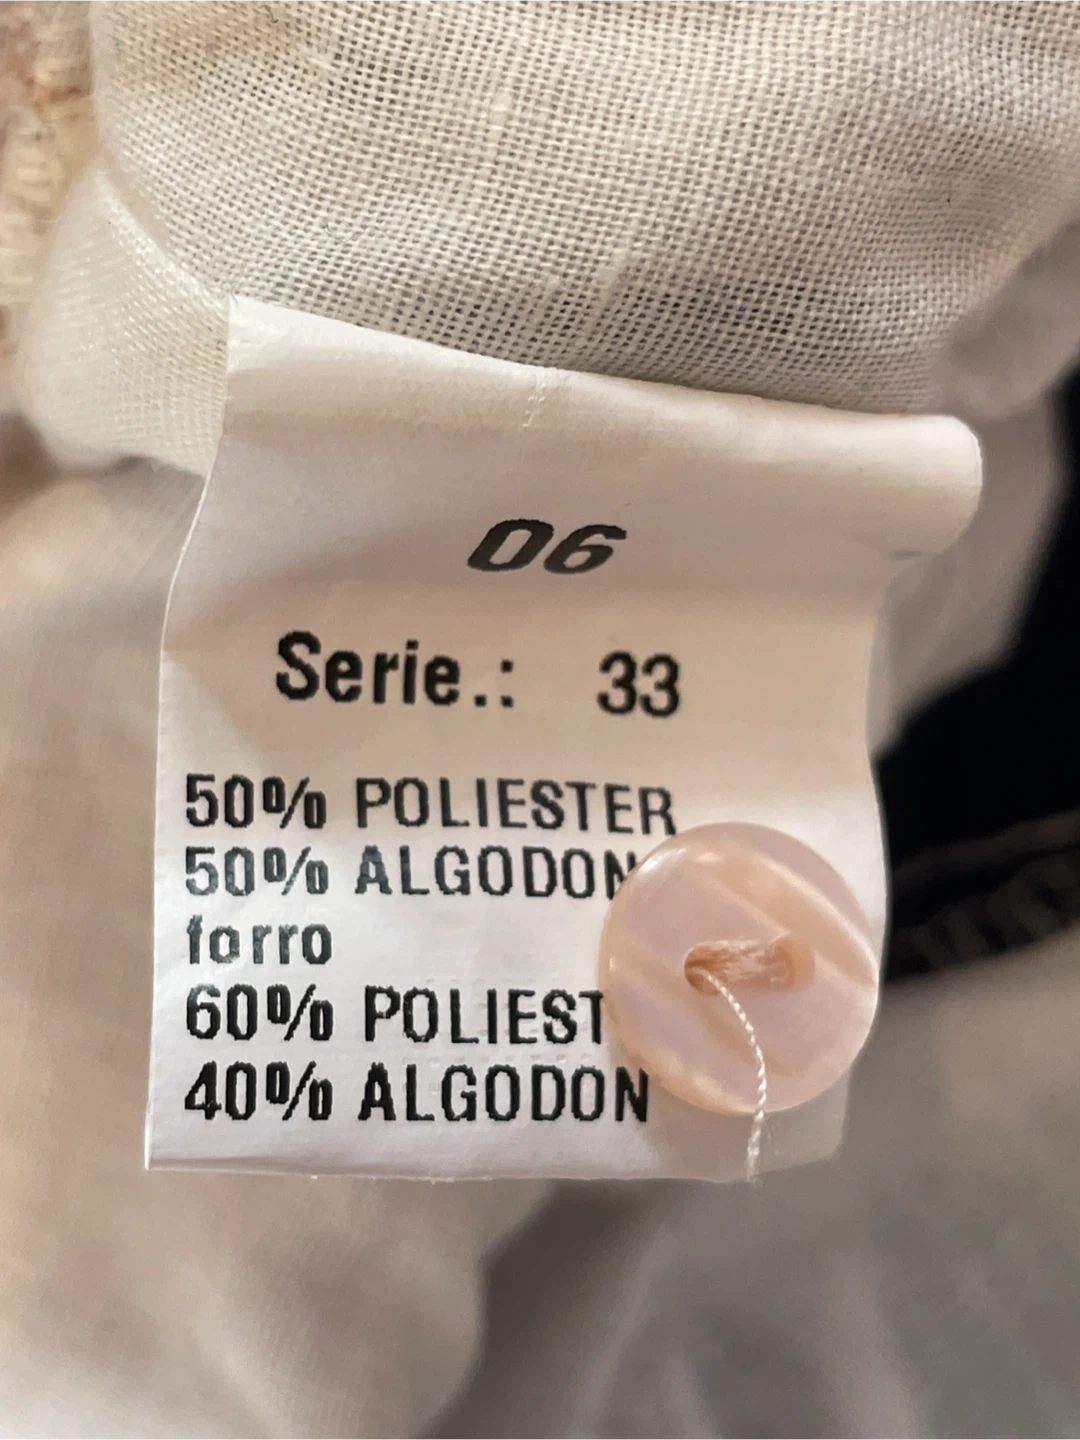 06
Serie.: 33
50% POLIESTER
50% ALGODON
forro
60% POLIEST
40% ALGODON